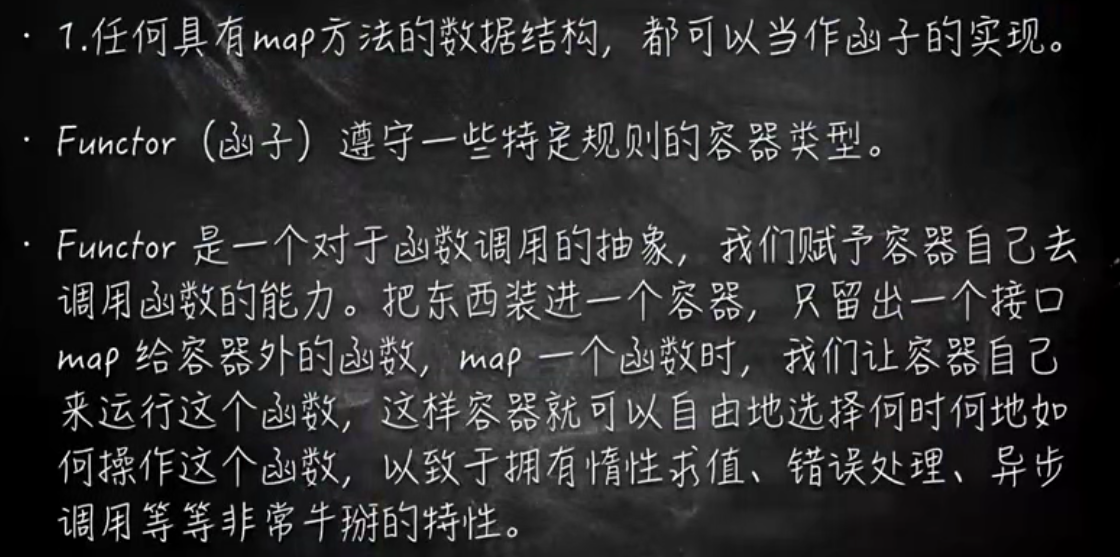 · 1.任何具有map方法的数据结构，都可以当作函子的实现。
· Functor（函子）遵守一些特定规则的容器类型。
· Functor 是一个对于函数调用的抽象，我们赋予容器自己去
调用函数的能力。把东西装进一个容器，只留出一个接口
map 给容器外的函数，map 一个函数时，我们让容器自己
来运行这个函数，这样容器就可以自由地选择何时何地如
何操作这个函数，以致于拥有惰性求值、错误处理、异步
调用等等非常牛掰的特性。